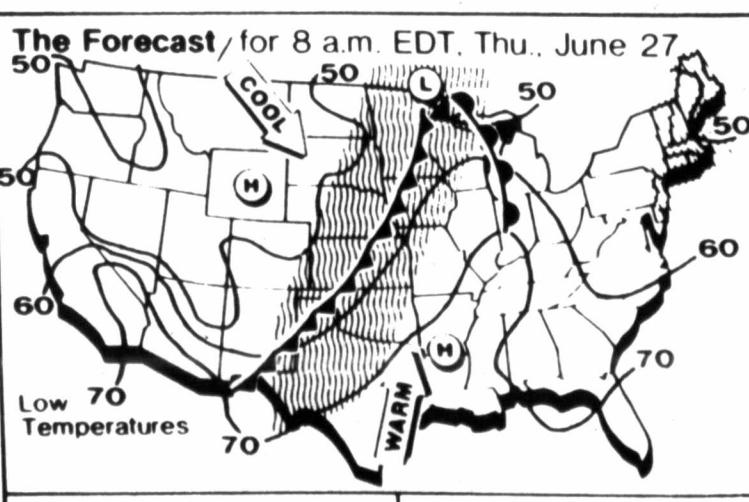 The Forecast / for 8 a.m. EDT, Thu., June 27
50
50
COOL
L
50
50
50
H
60
60
H
70
WARM
Low 70
Temperatures
70